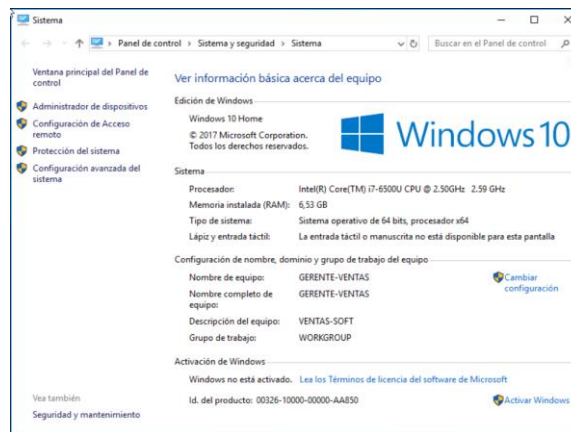 Sistema
Panel de control > Sistema y seguridad > Sistema
Buscar en el Panel de control
Ventana principal del Panel de
control
Administrador de dispositivos
Configuración de Acceso
remoto
Protección del sistema
Configuración avanzada del
sistema
Vea también
Seguridad y mantenimiento
Ver información básica acerca del equipo
Edición de Windows
Windows 10 Home
© 2017 Microsoft Corporation.
Todos los derechos reservados.
Windows 10
Sistema
Procesador: Intel(R) Core(TM) i7-6500U CPU @ 2.50GHz 2.59 GHz
Memoria instalada (RAM): 6,53 GB
Tipo de sistema: Sistema operativo de 64 bits, procesador x64
Lápiz y entrada táctil: La entrada táctil o manuscrita no está disponible para esta pantalla
Configuración de nombre, dominio y grupo de trabajo del equipo
Nombre de equipo: GERENTE-VENTAS
Cambiar
configuración
Nombre completo de
equipo: GERENTE-VENTAS
Descripción del equipo: VENTAS-SOFT
Grupo de trabajo: WORKGROUP
Activación de Windows
Windows no está activado. Lea los Términos de licencia del software de Microsoft
Id. del producto: 00326-10000-00000-AA850
Activar Windows